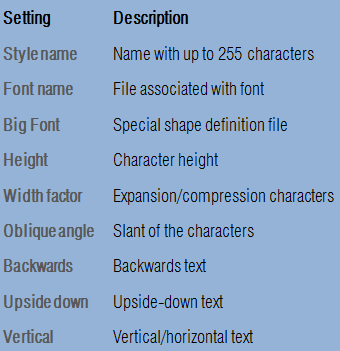 Setting Description
Style name Name with up to 255 characters
Font name File associated with font
Big Font Special shape definition file
Height Character height
Width factor Expansion/compression characters
Oblique angle Slant of the characters
Backwards Backwards text
Upside down Upside-down text
Vertical Vertical/horizontal text